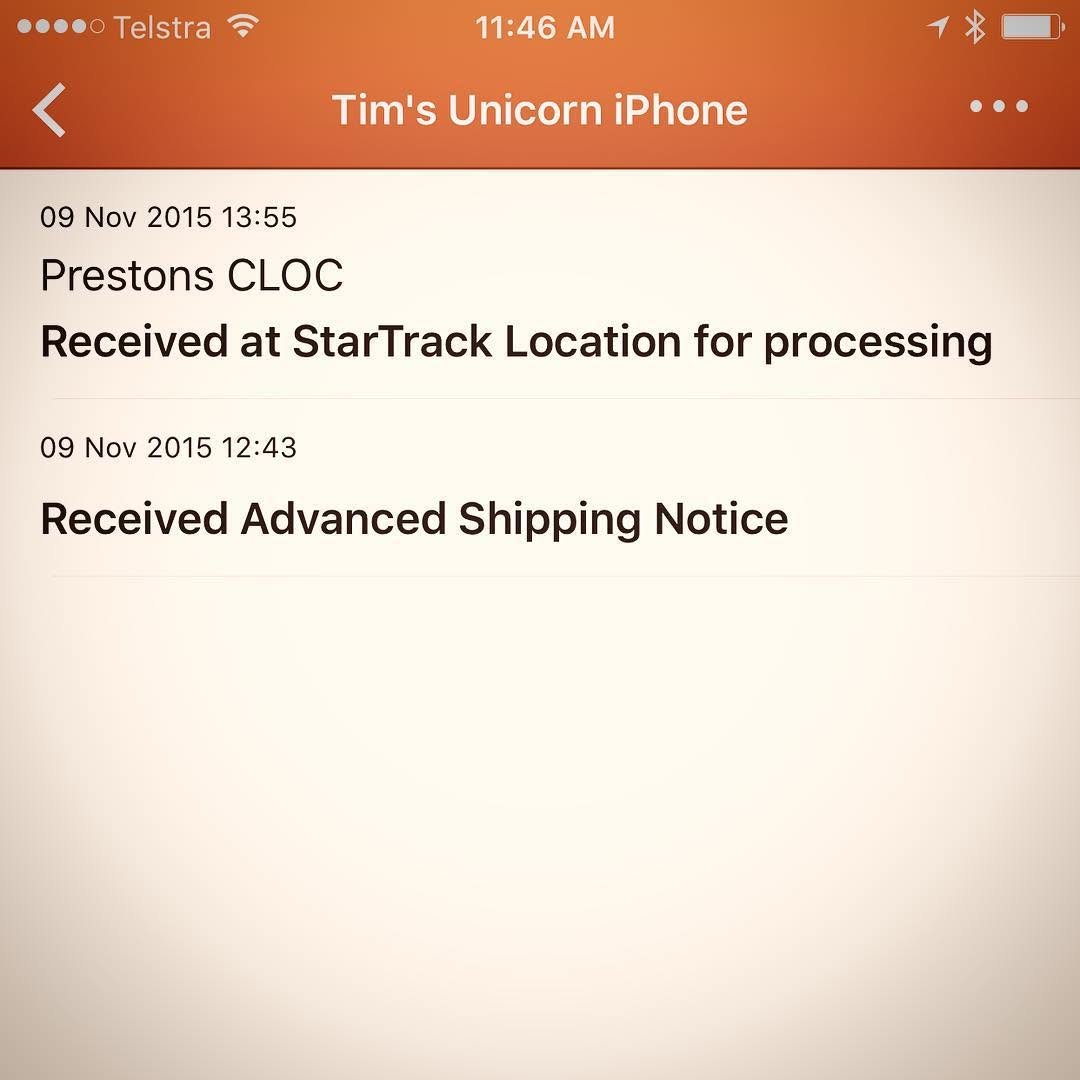 Telstra 11:46 AM
Tim's Unicorn iPhone
09 Nov 2015 13:55
Prestons CLOC
Received at StarTrack Location for processing
09 Nov 2015 12:43
Received Advanced Shipping Notice